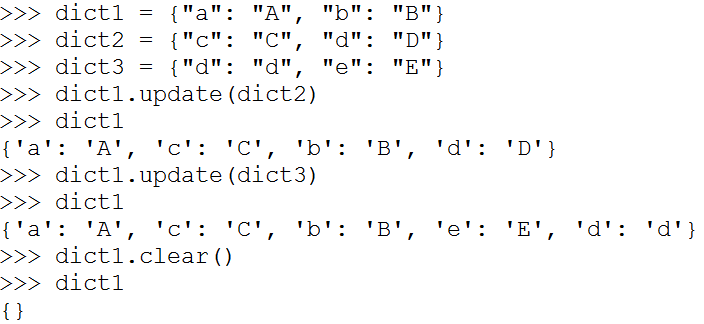 >>> dict1 = {"a": "A", "b": "B"}
>>> dict2 = {"c": "C", "d": "D"}
>>> dict3 = {"d": "d", "e": "E"}
>>> dict1.update(dict2)
>>> dict1
{'a': 'A', 'c': 'C', 'b': 'B', 'd': 'D'}
>>> dict1.update(dict3)
>>> dict1
{'a': 'A', 'c': 'C', 'b': 'B', 'e': 'E', 'd': 'd'}
>>> dict1.clear()
>>> dict1
{}